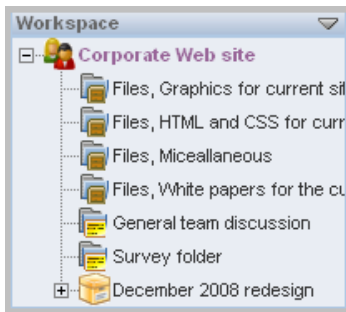 Workspace
Corporate Web site
Files, Graphics for current sit
Files, HTML and CSS for curr
Files, Miceallaneous
Files, White papers for the cu
General team discussion
Survey folder
December 2008 redesign